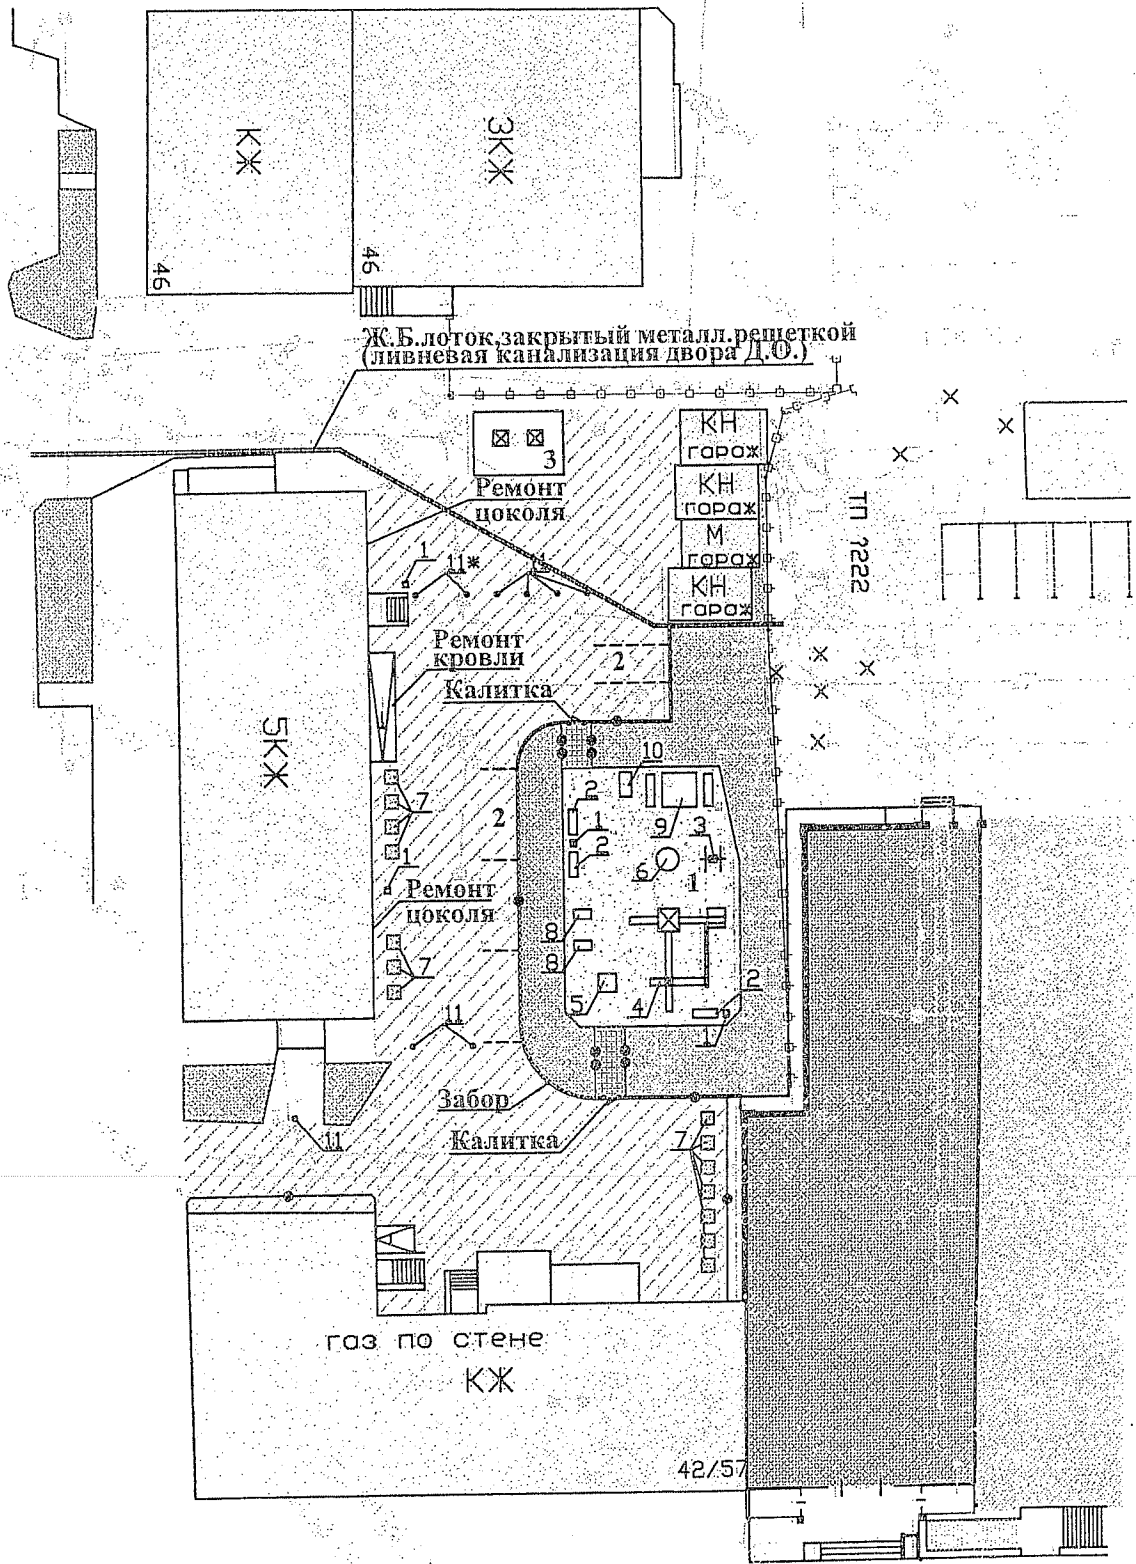 КЖ
3КЖ
46
46
Ж.Б.лоток,закрытый металл.решеткой
(ливневая канализация двора Д.О.)
КН
гараж
3
КН
гараж
Ремонт
цоколя
ТП ?222
М
гараж
1
11*
КН
гараж
Ремонт
кровли
2
Калитка
5КЖ
10
2
7
2
1
9
3
2
6
1
1
Ремонт
цоколя
8
7
8
2
5
4
1
11
Забор
Калитка
7
11
газ по стене
КЖ
42/57